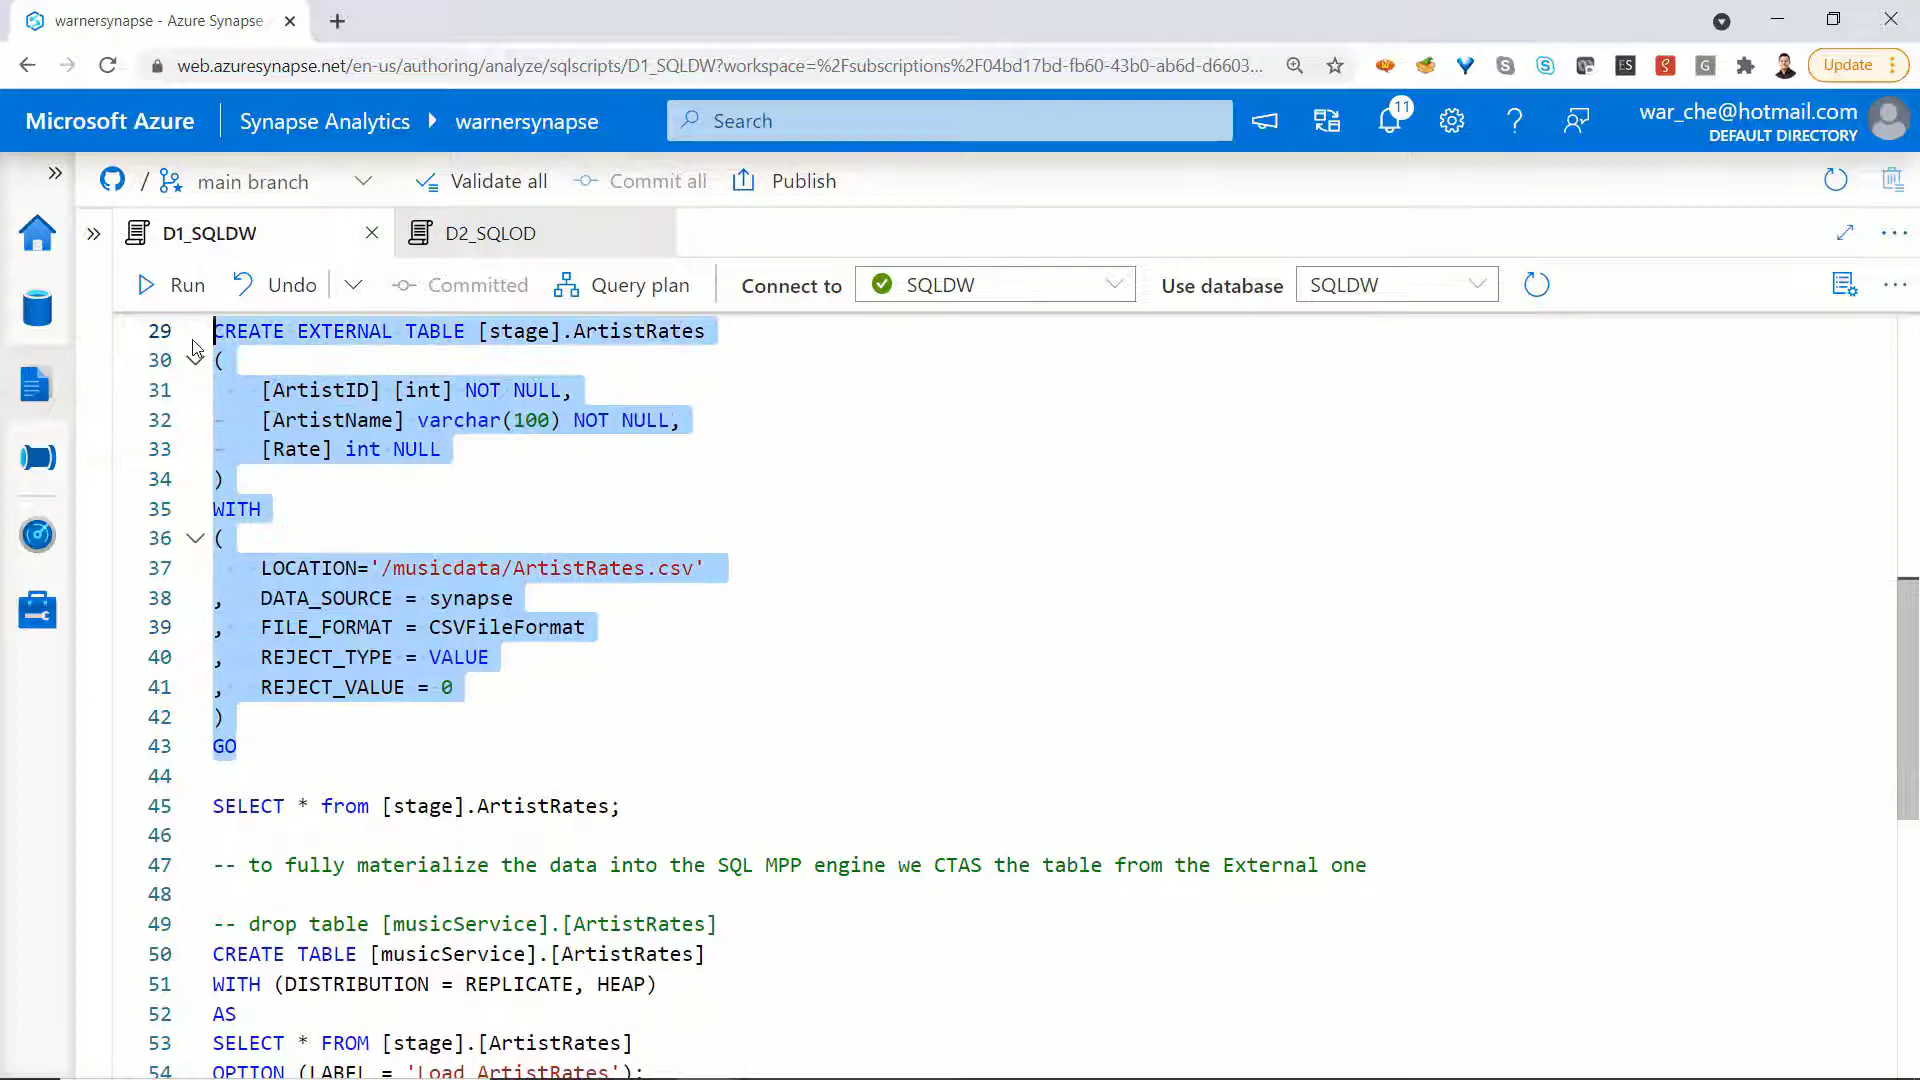 warnersynapse - Azure Synapse
web.azuresynapse.net/en-us/authoring/analyze/sqlscripts/D1_SQLDW?workspace=%2Fsubscriptions%2F04bd17bd-fb60-43b0-ab6d-d6603...
ES
Update
Microsoft Azure
Synapse Analytics
warnersynapse
Search
11
war_che@hotmail.com
DEFAULT DIRECTORY
/ main branch
Validate all
Commit all
Publish
D1_SQLDW
D2_SQLOD
Run
Undo
Committed
Query plan
Connect to
SQLDW
Use database
SQLDW
29 CREATE EXTERNAL TABLE [stage].ArtistRates
30 (
31 [ArtistID] [int] NOT NULL,
32 [ArtistName] varchar(100) NOT NULL,
33 [Rate] int NULL
34 )
35 WITH
36 (
37 LOCATION='/musicdata/ArtistRates.csv'
38 , DATA_SOURCE = synapse
39 , FILE_FORMAT = CSVFileFormat
40 , REJECT_TYPE = VALUE
41 , REJECT_VALUE = 0
42 )
43 GO
44
45 SELECT * from [stage].ArtistRates;
46
47 -- to fully materialize the data into the SQL MPP engine we CTAS the table from the External one
48
49 -- drop table [musicService].[ArtistRates]
50 CREATE TABLE [musicService].[ArtistRates]
51 WITH (DISTRIBUTION = REPLICATE, HEAP)
52 AS
53 SELECT * FROM [stage].[ArtistRates]
54 OPTION (LABEL = 'Load ArtistRates');